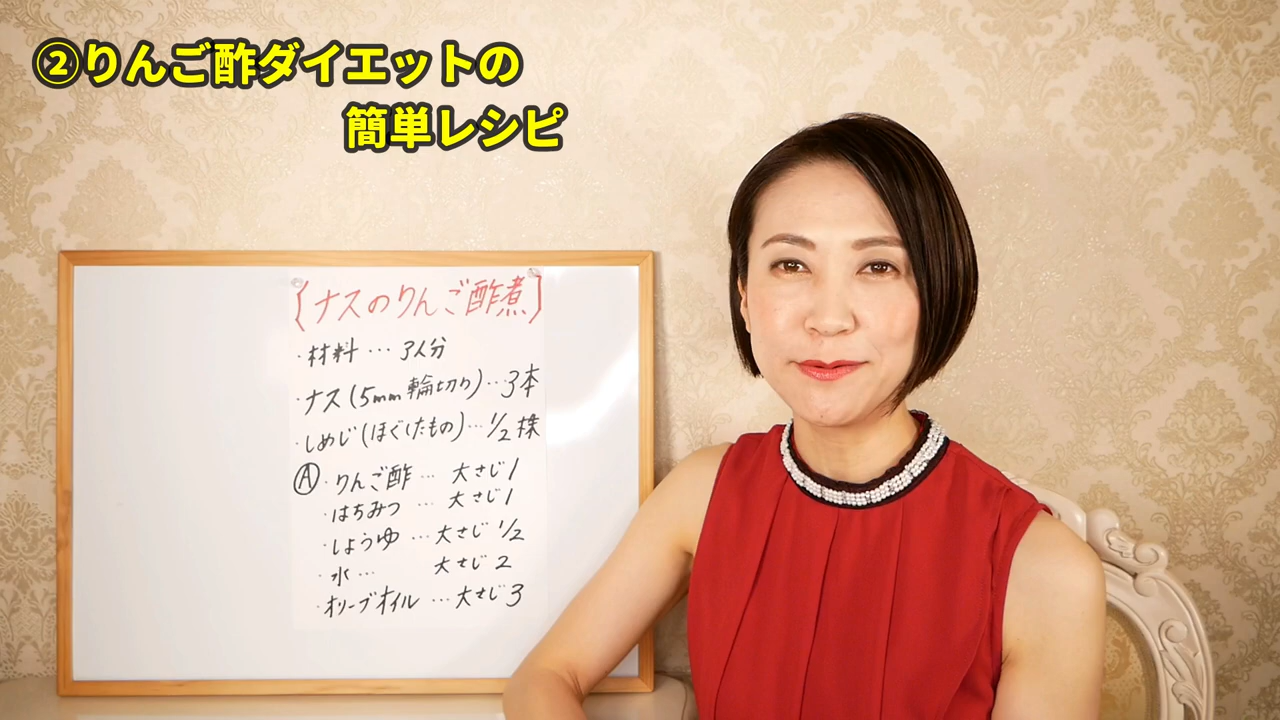 ②りんご酢ダイエットの
簡単レシピ
{ナスのりんご酢煮}
・材料…3人分
・ナス(5mm輪切り)…3本
・しめじ(ほぐしたもの)…1/2株
Ⓐ・りんご酢…大さじ1
・はちみつ…大さじ1
・しょうゆ…大さじ1/2
・水…大さじ2
・オリーブオイル…大さじ3